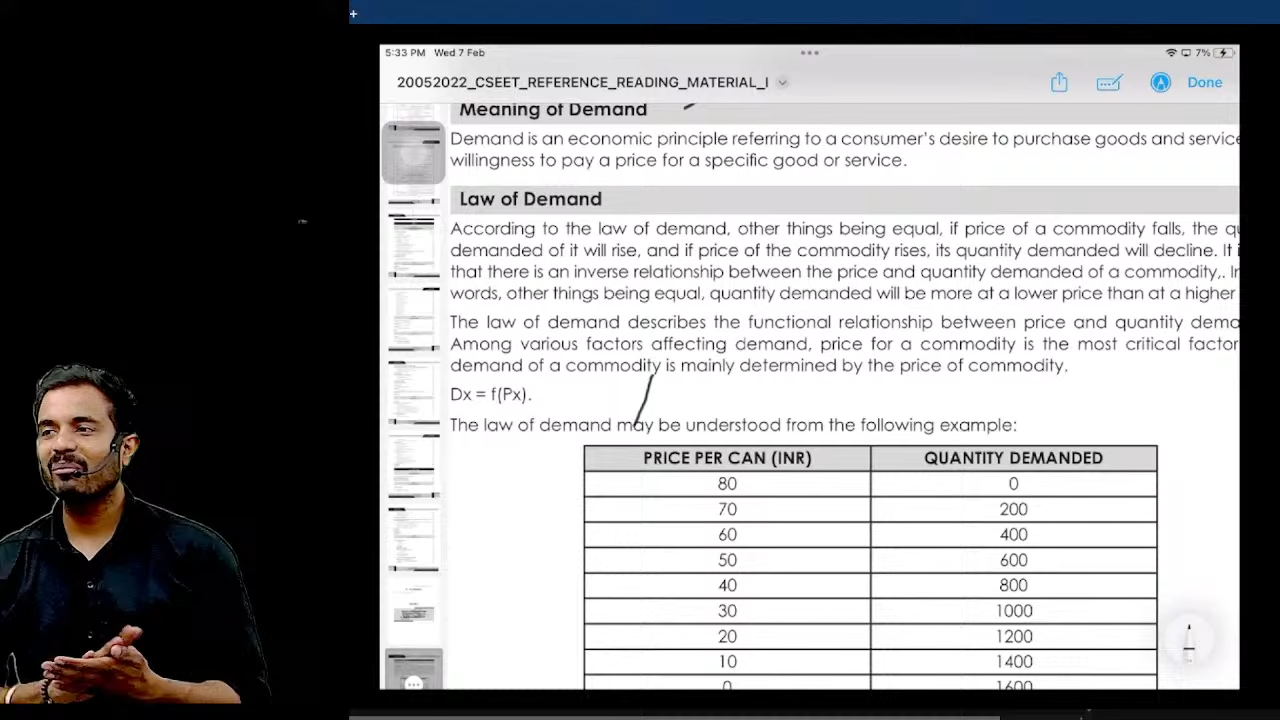 5:33 PM Wed 7 Feb
7%
20052022_CSEET_REFERENCE_READING_MATERIAL_I
Done
Meaning of Demand
Demand is an economic principle referring to a consumer's desire to purchase goods and service
willingness to pay a price for a specific good or service.
Law of Demand
According to the law of demand, other things being equal, if price of a commodity falls the qu
demanded of it will rise, and if price of the commodity rises, its quantity demanded will decline. It i
that there is an inverse relationship between the price and quantity demanded of a commodity,. In
words, other things being equal, quantity demanded will be more at a lower price than at a higher
The law of demand describes the functional relationship between price and quantity dema
Among various factors affecting demand, price for a commodity is the most critical factor
demand of a commodity is mainly determined by the price of commodity.
Dx = f(Px).
The law of demand may be understood from the following example:
PRICE PER CAN (INR) QUANTITY DEMANDED
80 0
70 200
60 400
50 600
40 800
30 1000
20 1200
10 1400
0 1600